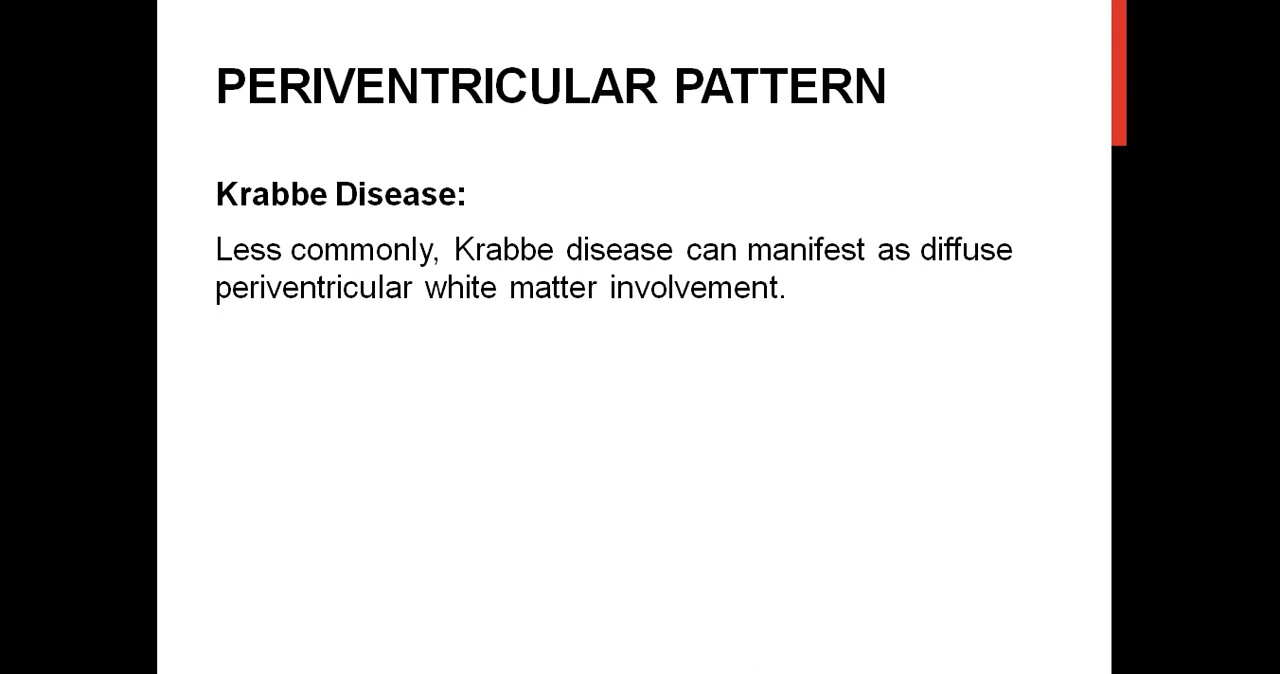 PERIVENTRICULAR PATTERN
Krabbe Disease:
Less commonly, Krabbe disease can manifest as diffuse
periventricular white matter involvement.